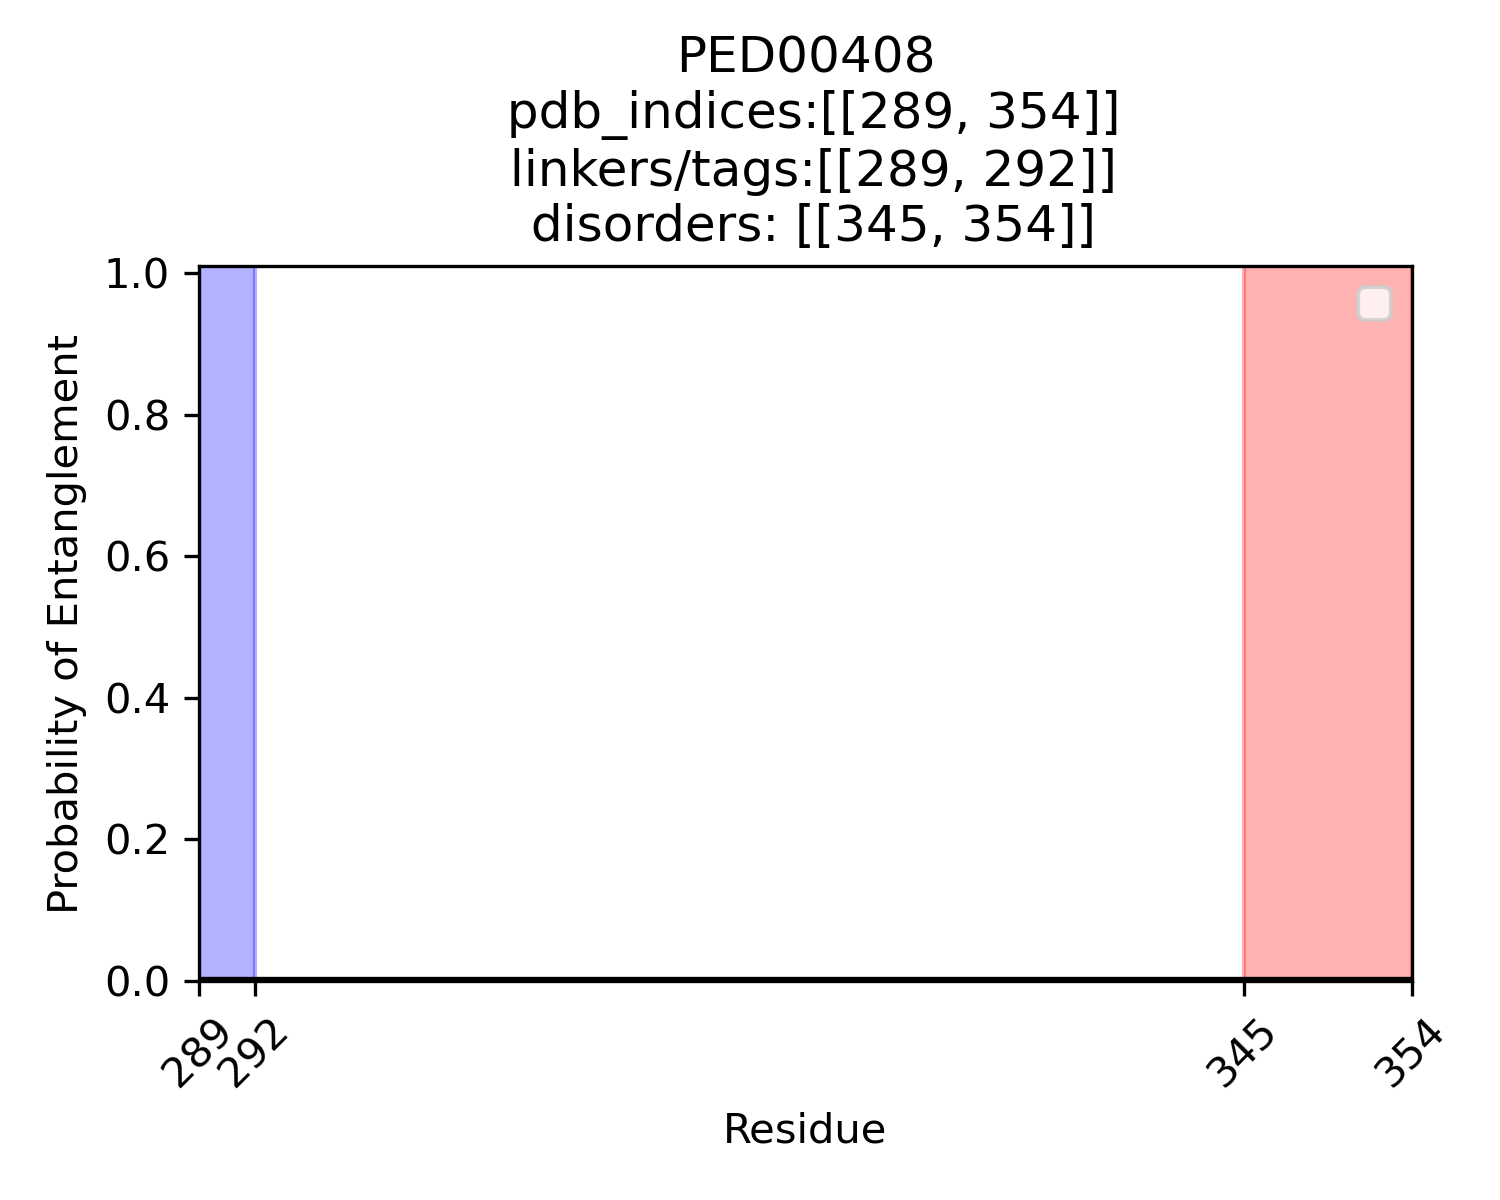 PED00408
pdb_indices:[[289, 354]]
linkers/tags:[[289, 292]]
disorders: [[345, 354]]
1.0
0.8
0.6
0.4
0.2
0.0
Probability of Entanglement
289
292
345
354
Residue